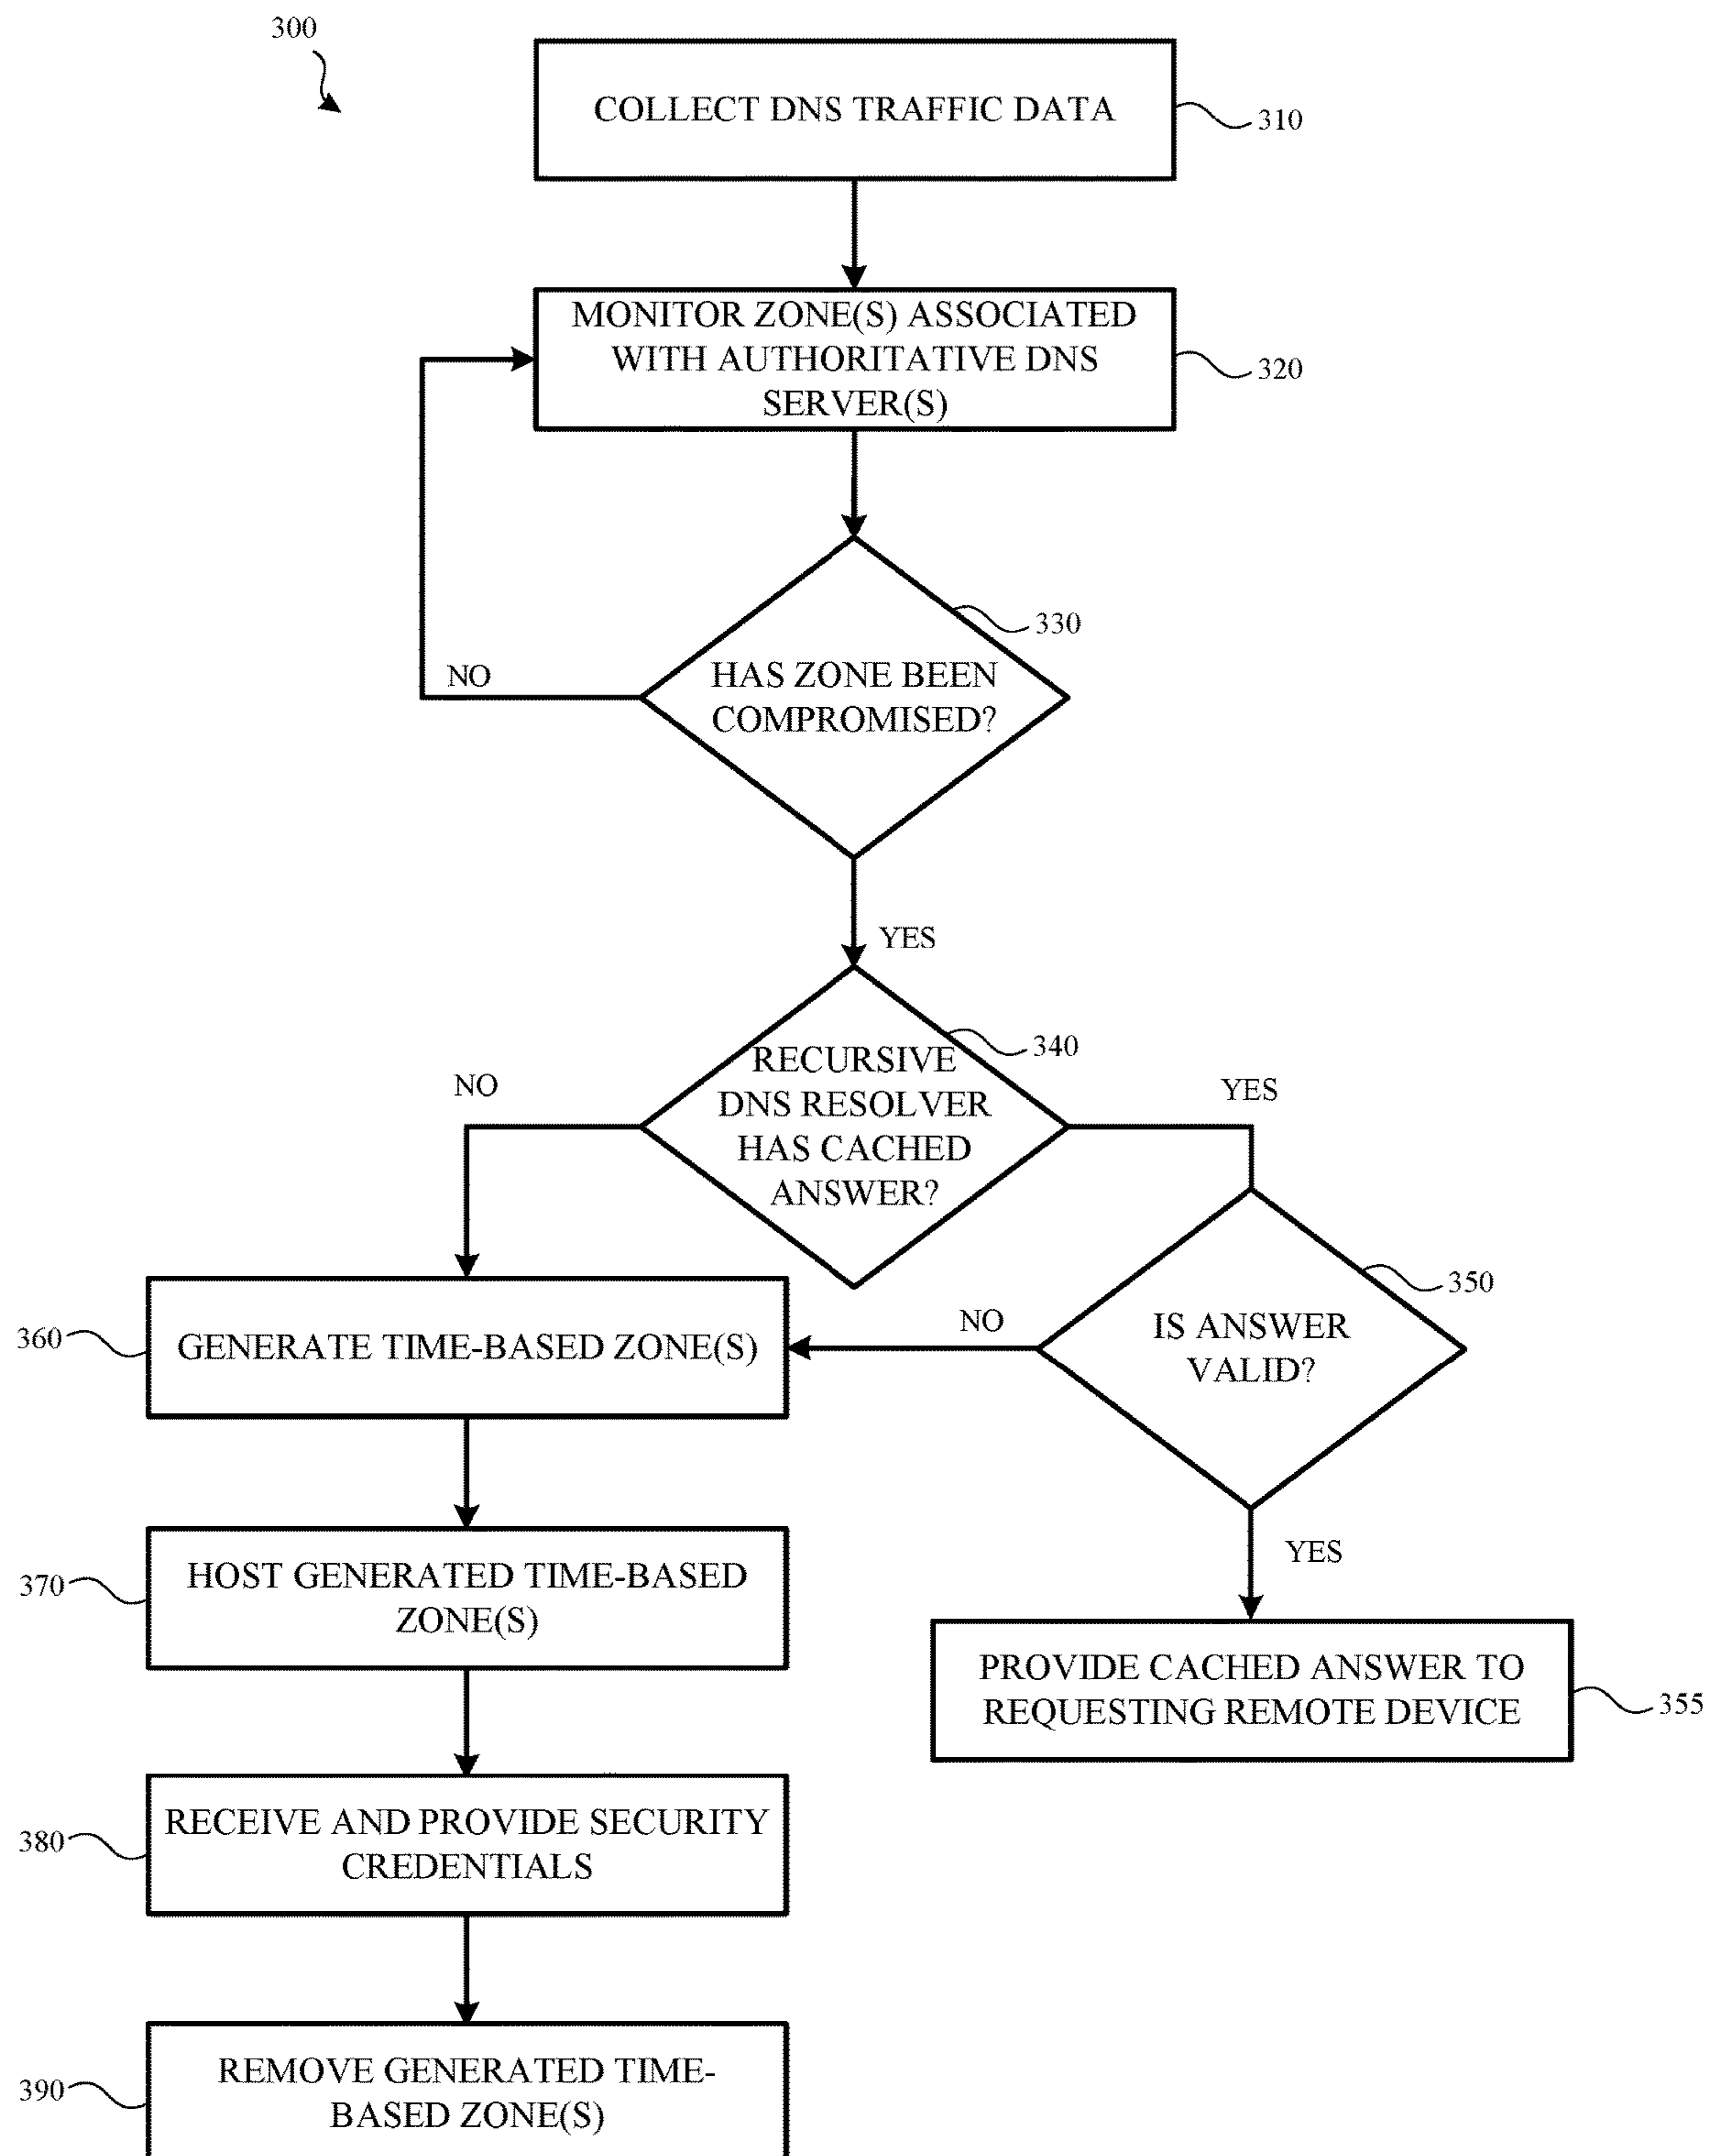 300
COLLECT DNS TRAFFIC DATA
310
MONITOR ZONE(S) ASSOCIATED
WITH AUTHORITATIVE DNS
SERVER(S)
320
330
HAS ZONE BEEN
COMPROMISED?
NO
YES
340
RECURSIVE
DNS RESOLVER
HAS CACHED
ANSWER?
NO
YES
350
IS ANSWER
VALID?
NO
360
GENERATE TIME-BASED ZONE(S)
YES
370
HOST GENERATED TIME-BASED
ZONE(S)
PROVIDE CACHED ANSWER TO
REQUESTING REMOTE DEVICE
355
380
RECEIVE AND PROVIDE SECURITY
CREDENTIALS
390
REMOVE GENERATED TIME-
BASED ZONE(S)